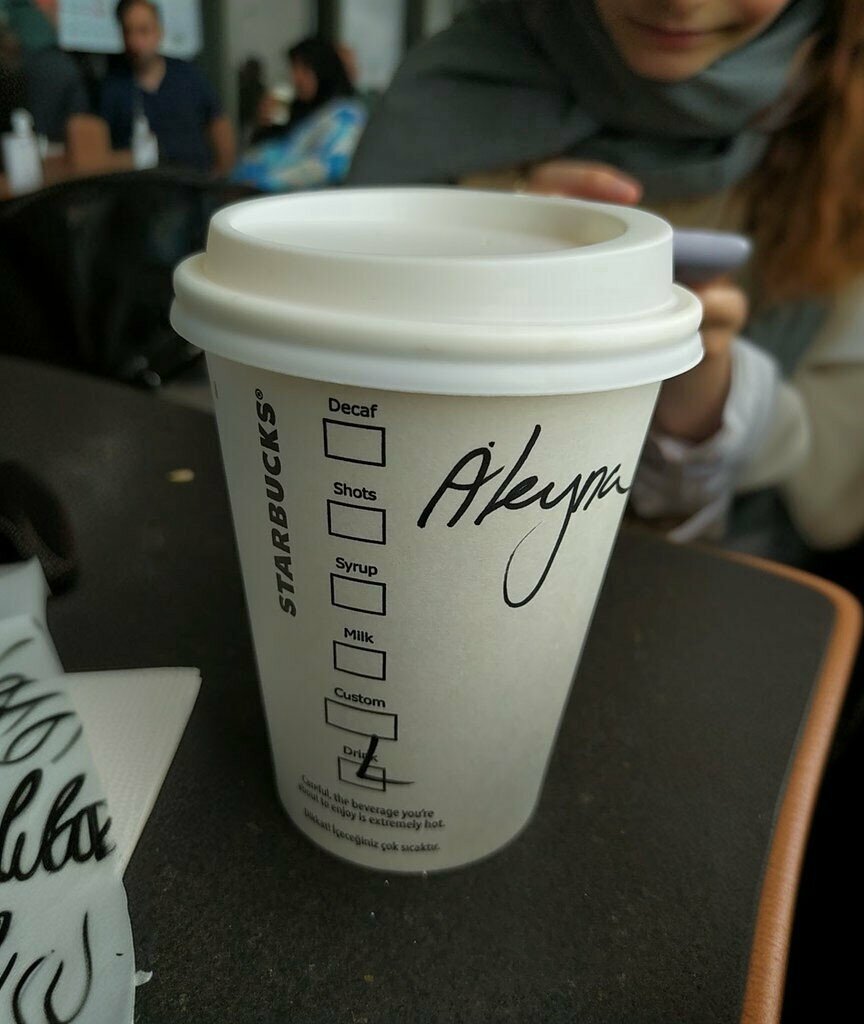 STARBUCKS®
Decaf
Shots
Syrup
Milk
Custom
Drink
L
Aleyna
Careful, the beverage you're
about to enjoy is extremely hot.
Dikkat! İçeceğiniz çok sıcaktır.